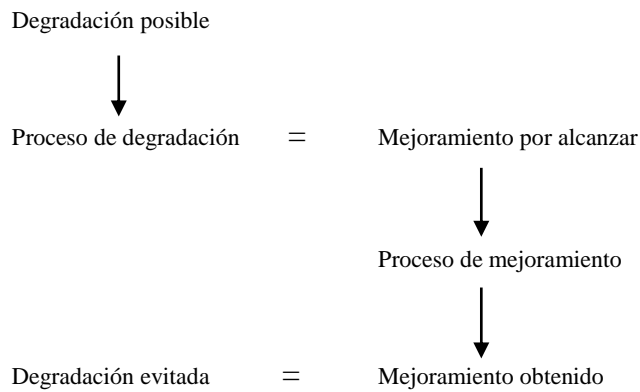 Degradación posible
Proceso de degradación = Mejoramiento por alcanzar
Proceso de mejoramiento
Degradación evitada = Mejoramiento obtenido